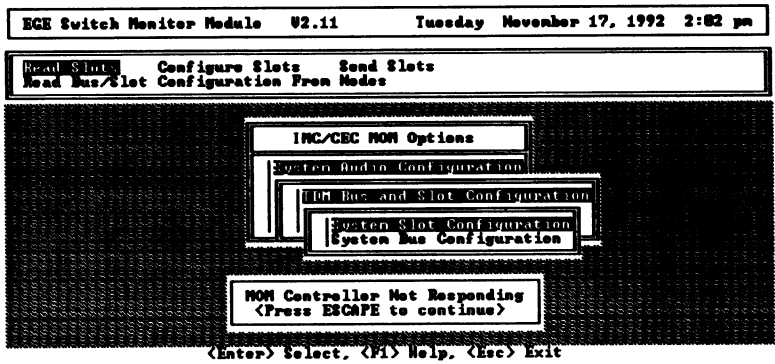 EGE Switch Monitor Module V2.11 Tuesday November 17, 1992 2:02 pm
Read Slots Configure Slots Send Slots
Read Bus/Slot Configuration From Nodes
IMC/CEC MOM Options
System Audio Configuration
TDM Bus and Slot Configuration
System Slot Configuration
System Bus Configuration
MOM Controller Not Responding
<Press ESCAPE to continue>
<Enter> Select, <F1> Help, <Esc> Exit